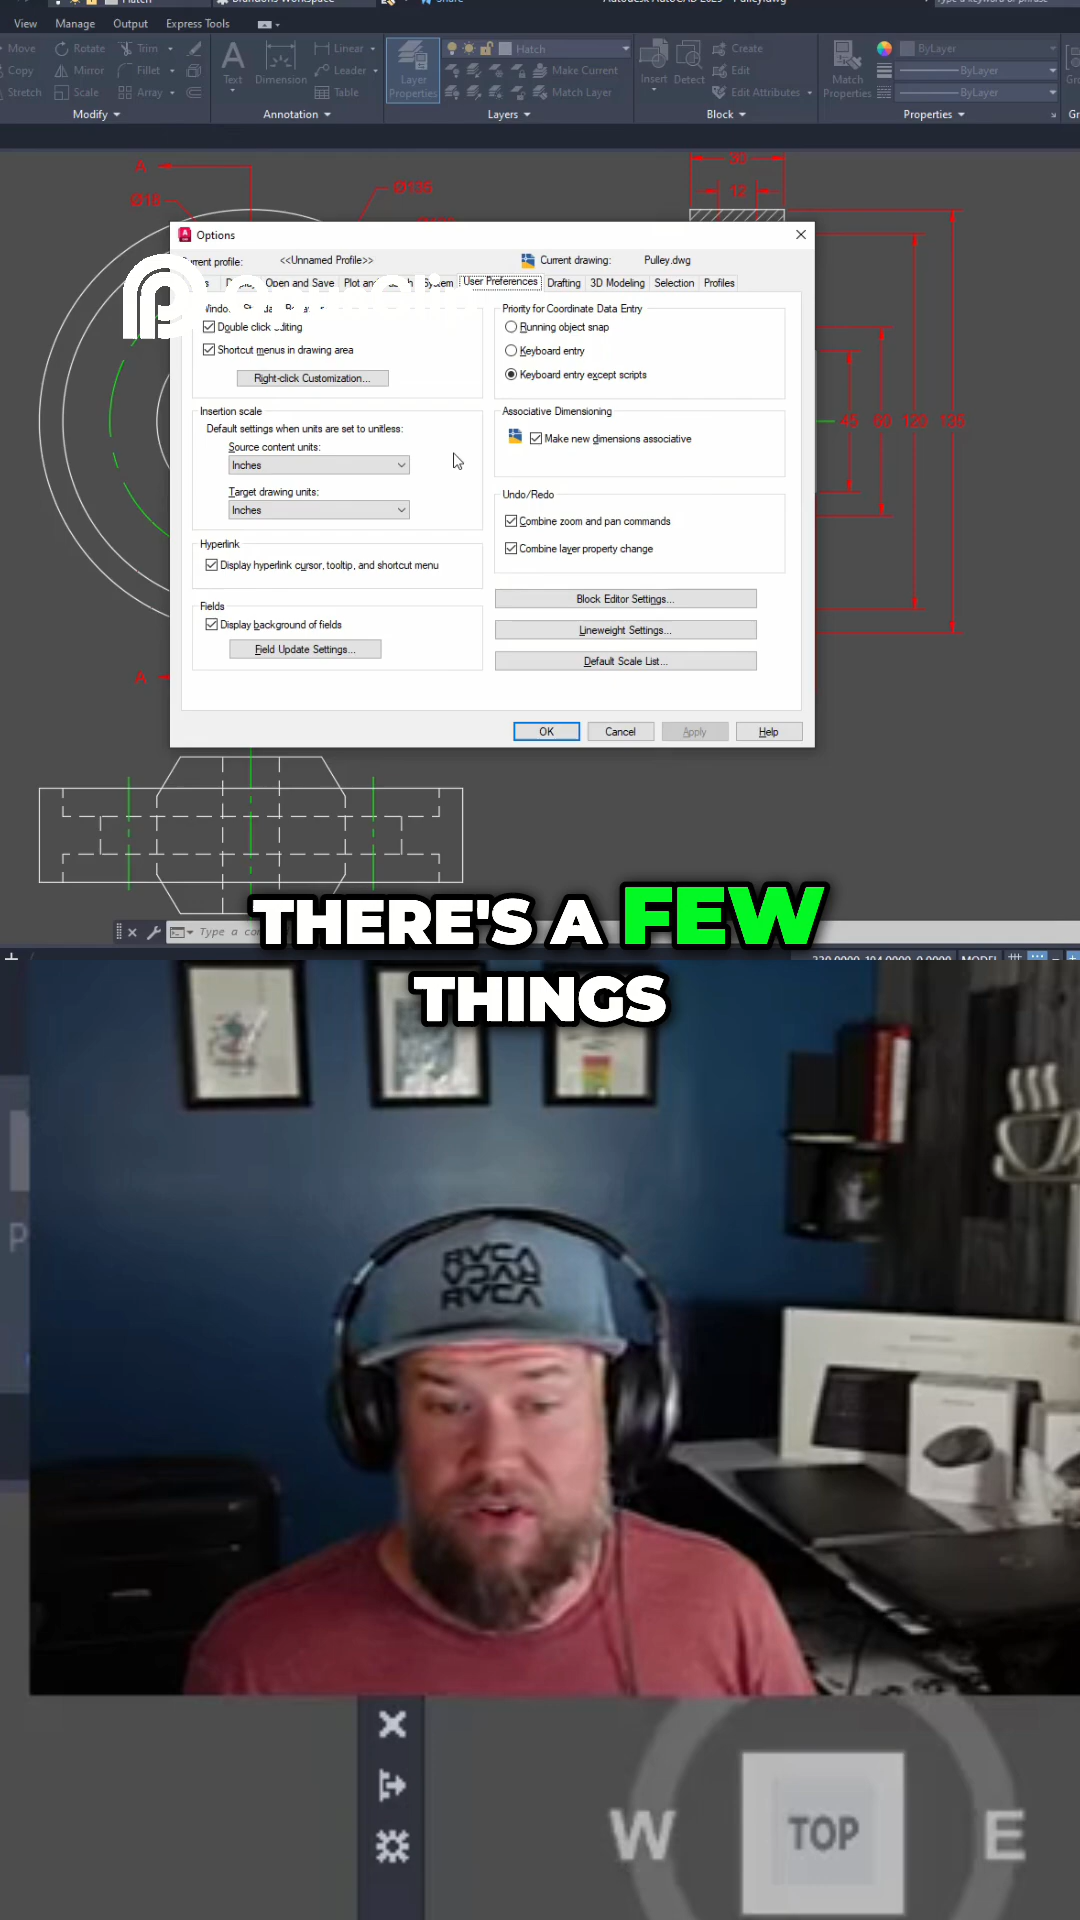 View Manage Output Express Tools
Move Rotate Trim Linear Hatch Create ByLayer
Copy Mirror Fillet Leader Make Current Edit ByLayer
Stretch Scale Array Table Match Layer Edit Attributes ByLayer
Text Dimension Layer Properties Insert Detect Match Properties
Modify Annotation Layers Block Properties
A
Ø18
Ø135
30
12
Options
Current profile: <<Unnamed Profile>> Current drawing: Pulley.dwg
Open and Save System User Preferences Drafting 3D Modeling Selection Profiles
Double click editing
Shortcut menus in drawing area
Right-click Customization...
Insertion scale
Default settings when units are set to unitless:
Source content units:
Inches
Target drawing units:
Inches
Hyperlink
Display hyperlink cursor, tooltip, and shortcut menu
Fields
Display background of fields
Field Update Settings...
Priority for Coordinate Data Entry
Running object snap
Keyboard entry
Keyboard entry except scripts
Associative Dimensioning
Make new dimensions associative
Undo/Redo
Combine zoom and pan commands
Combine layer property change
Block Editor Settings...
Lineweight Settings...
Default Scale List...
OK Cancel Apply Help
45 80 120 135
A
Type a
MODEL
THERE'S A FEW
THINGS
RVCA
RVCA
RVCA
W TOP E